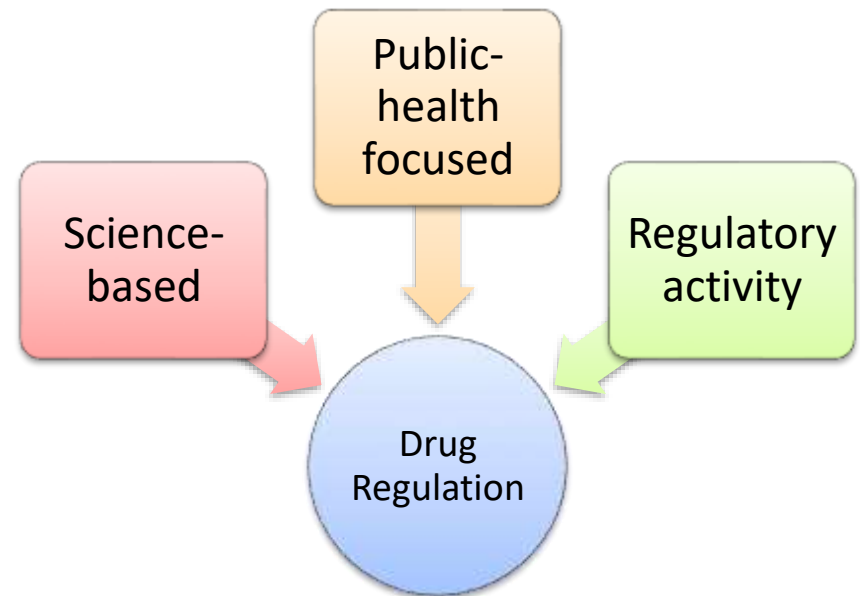 Public-
health
focused
Science-
based
Regulatory
activity
Drug
Regulation